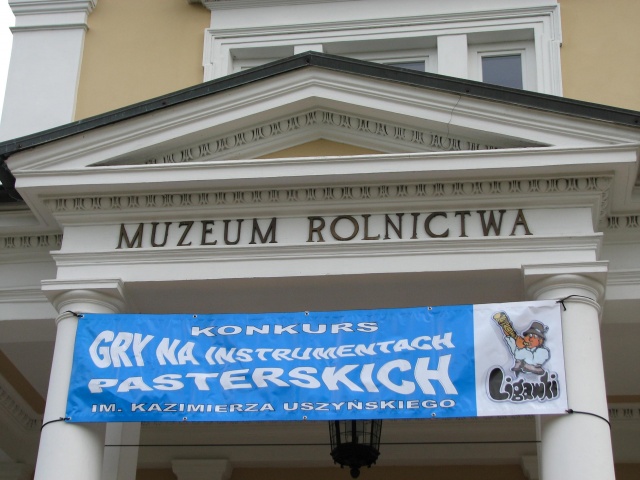 MUZEUM ROLNICTWA
KONKURS
GRY NA INSTRUMENTACH
PASTERSKICH
IM. KAZIMIERZA USZYŃSKIEGO
Ligawki